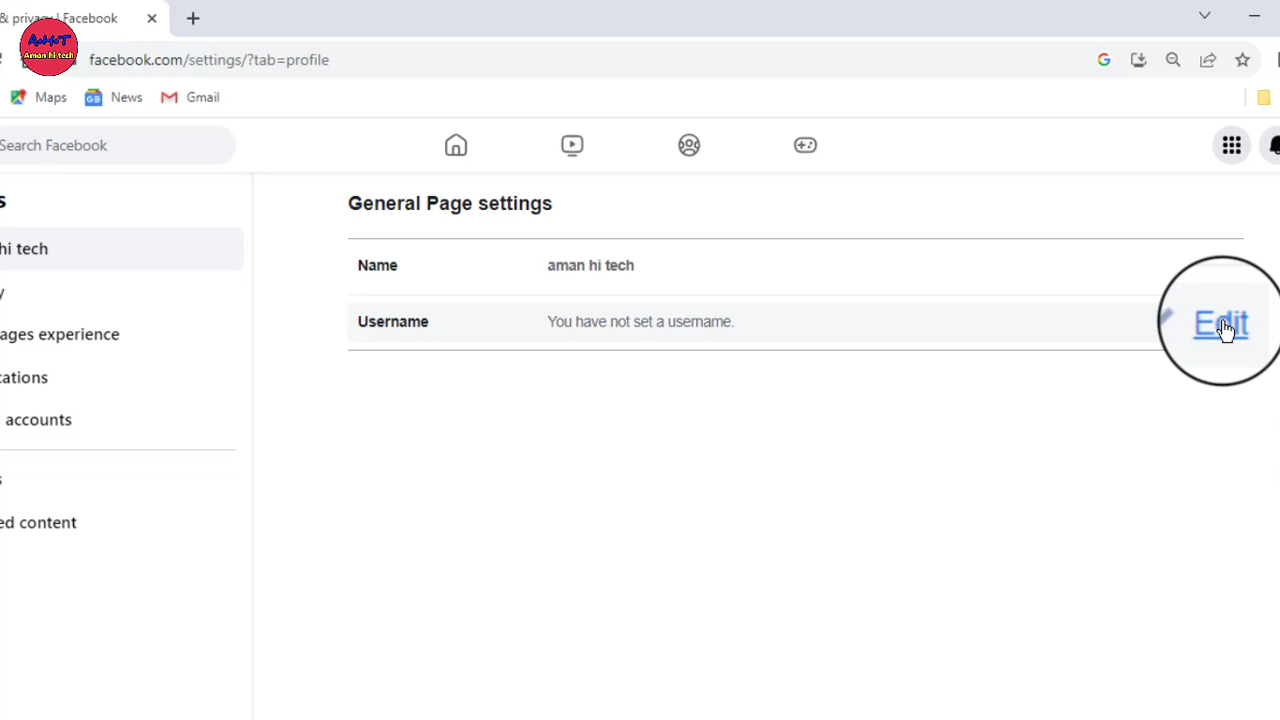 & privacy | Facebook
AoHoT
Aman hi tech
facebook.com/settings/?tab=profile
Maps
News
Gmail
Search Facebook
s
General Page settings
hi tech
Name
aman hi tech
y
Username
You have not set a username.
Edit
ages experience
cations
accounts
s
ed content